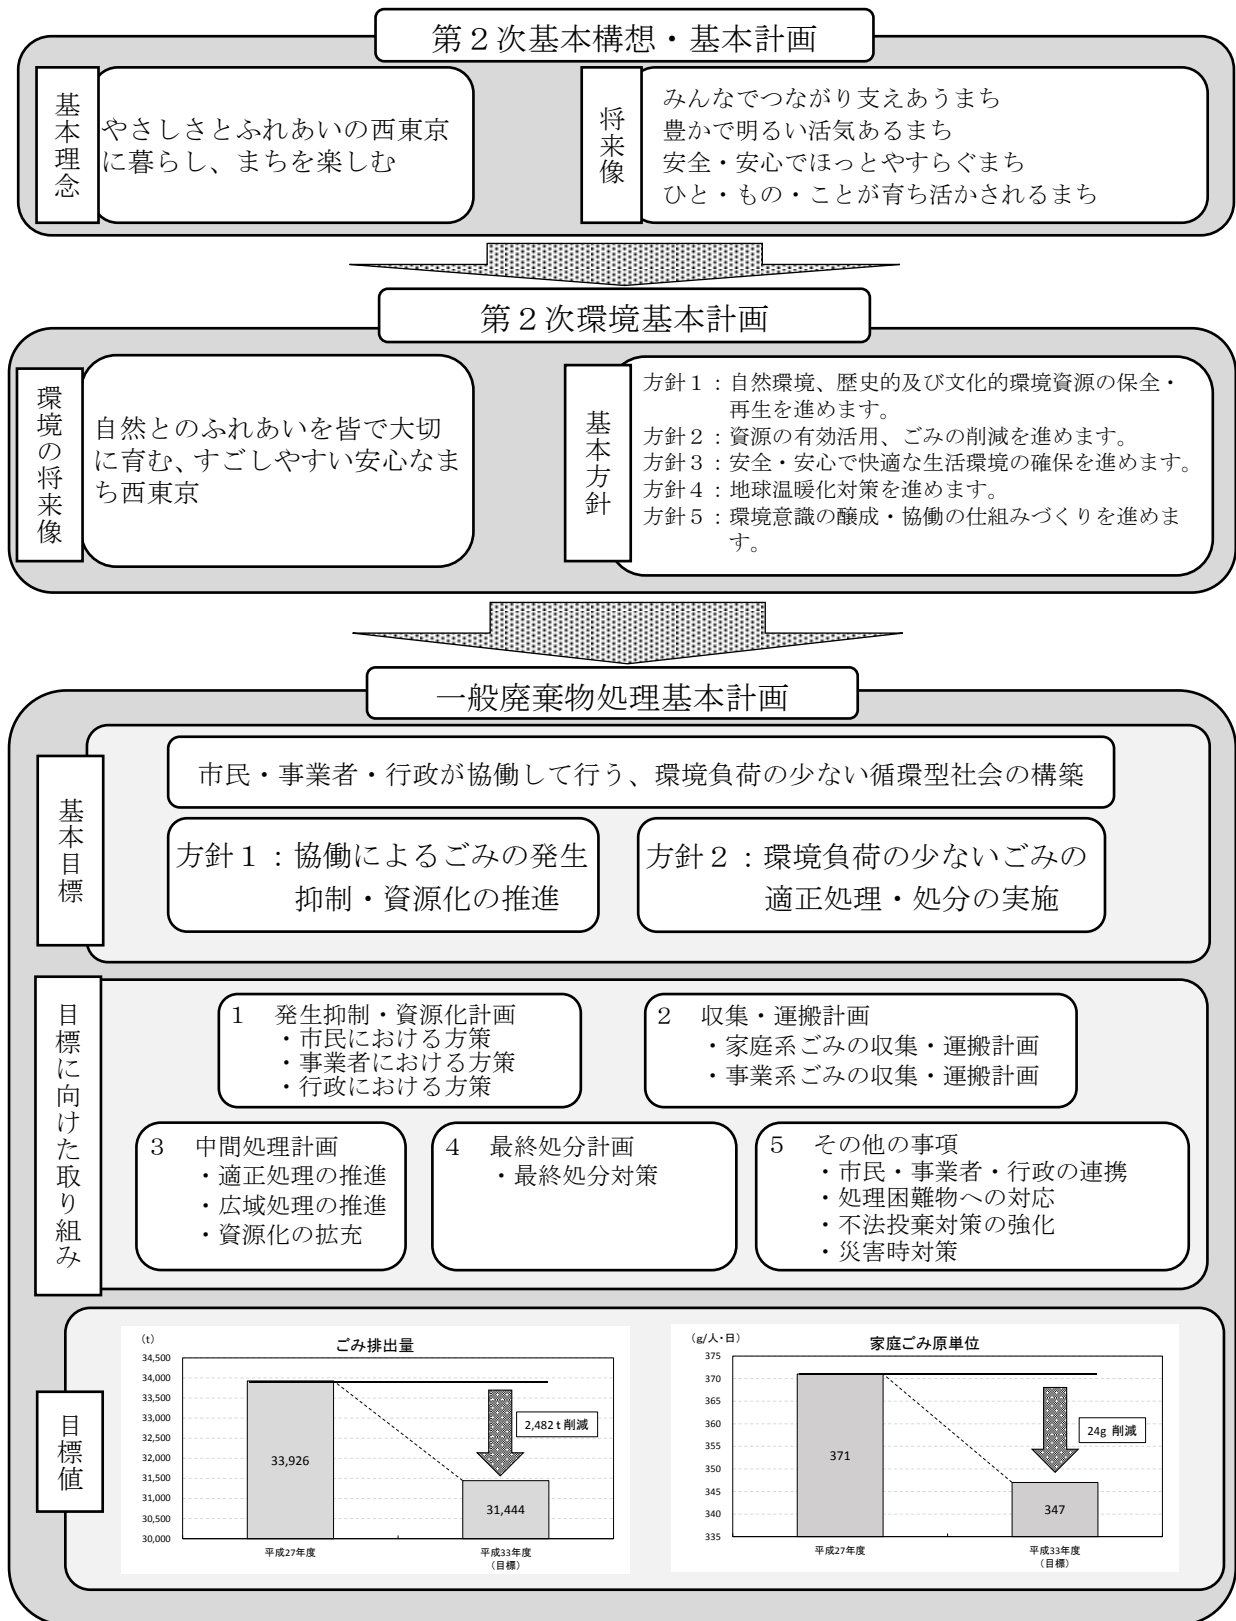 第２次基本構想・基本計画
基本理念
やさしさとふれあいの西東京
に暮らし、まちを楽しむ
将来像
みんなでつながり支えあうまち
豊かで明るい活気あるまち
安全・安心でほっとやすらぐまち
ひと・もの・ことが育ち活かされるまち
第２次環境基本計画
環境の将来像
自然とのふれあいを皆で大切
に育む、すごしやすい安心なま
ち西東京
基本方針
方針１：自然環境、歴史的及び文化的環境資源の保全・
再生を進めます。
方針２：資源の有効活用、ごみの削減を進めます。
方針３：安全・安心で快適な生活環境の確保を進めます。
方針４：地球温暖化対策を進めます。
方針５：環境意識の醸成・協働の仕組みづくりを進めま
す。
一般廃棄物処理基本計画
基本目標
市民・事業者・行政が協働して行う、環境負荷の少ない循環型社会の構築
方針１：協働によるごみの発生
抑制・資源化の推進
方針２：環境負荷の少ないごみの
適正処理・処分の実施
目標に向けた取り組み
１　発生抑制・資源化計画
・市民における方策
・事業者における方策
・行政における方策
２　収集・運搬計画
・家庭系ごみの収集・運搬計画
・事業系ごみの収集・運搬計画
３　中間処理計画
・適正処理の推進
・広域処理の推進
・資源化の拡充
４　最終処分計画
・最終処分対策
５　その他の事項
・市民・事業者・行政の連携
・処理困難物への対応
・不法投棄対策の強化
・災害時対策
目標値
(t)
ごみ排出量
34,500
34,000
33,500
33,000
32,500
32,000
31,500
31,000
30,500
30,000
33,926
31,444
2,482ｔ削減
平成27年度
平成33年度
（目標）
(g/人・日)
家庭ごみ原単位
375
370
365
360
355
350
345
340
335
371
347
24g 削減
平成27年度
平成33年度
（目標）